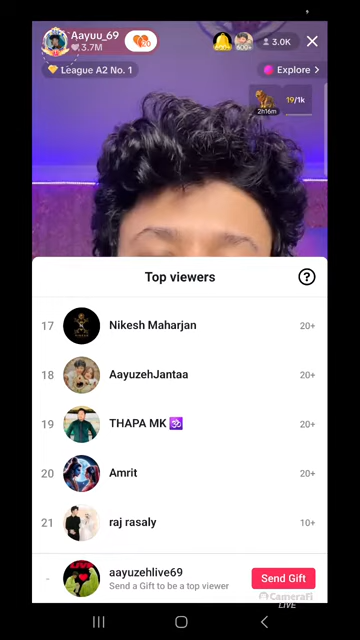 Aayuu_69
3.7M
20
600+
3.0K
League A2 No. 1
Explore >
2h16m
19/1k
Top viewers
?
17 Nikesh Maharjan 20+
18 AayuzehJantaa 20+
19 THAPA MK 🕉 20+
20 Amrit 20+
21 raj rasaly 10+
- aayuzehlive69
Send a Gift to be a top viewer
Send Gift
CameraFi
LIVE